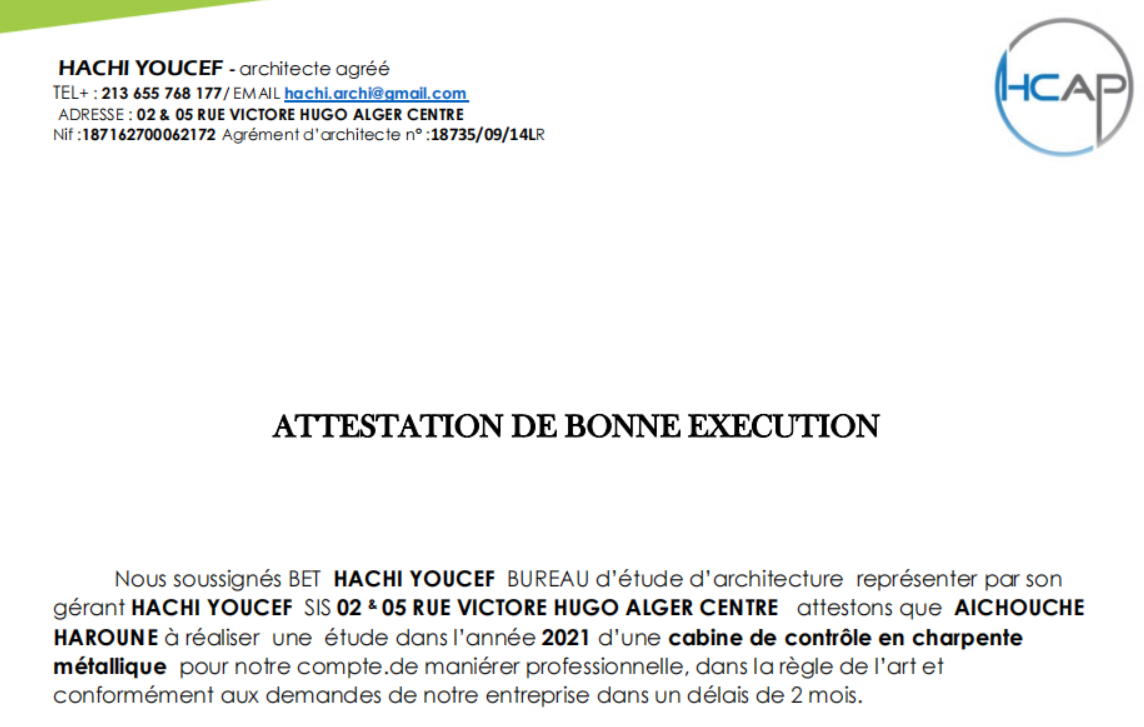 HACHI YOUCEF - architecte agréé
TEL+ : 213 655 768 177/ EMAIL hachi.archi@gmail.com
ADRESSE : 02 & 05 RUE VICTORE HUGO ALGER CENTRE
Nif :187162700062172 Agrément d'architecte n° :18735/09/14LR
HCAP
ATTESTATION DE BONNE EXECUTION
Nous soussignés BET HACHI YOUCEF BUREAU d'étude d'architecture représenter par son
gérant HACHI YOUCEF SIS 02 & 05 RUE VICTORE HUGO ALGER CENTRE attestons que AICHOUCHE
HAROUNE à réaliser une étude dans l'année 2021 d'une cabine de contrôle en charpente
métallique pour notre compte.de maniérer professionnelle, dans la règle de l'art et
conformément aux demandes de notre entreprise dans un délais de 2 mois.